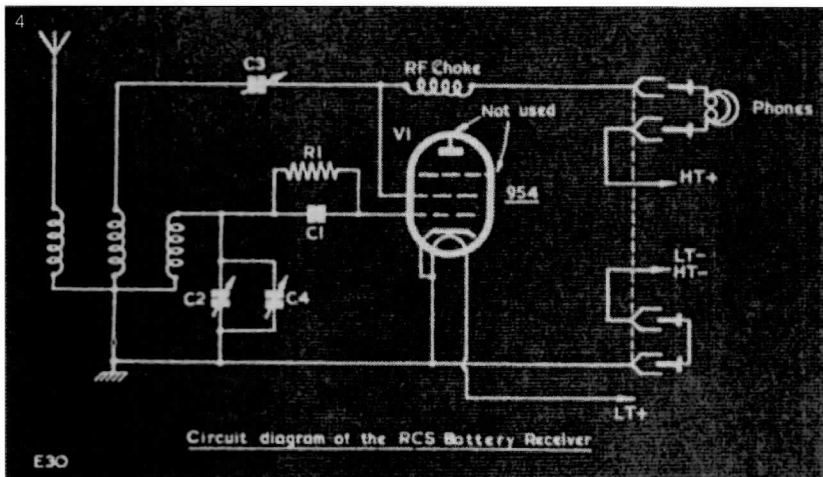 4
C3
RF Choke
Not used
Phones
V1
R1
954
HT+
C1
LT-
HT-
C2
C4
LT+
Circuit diagram of the RCS Battery Receiver
E30